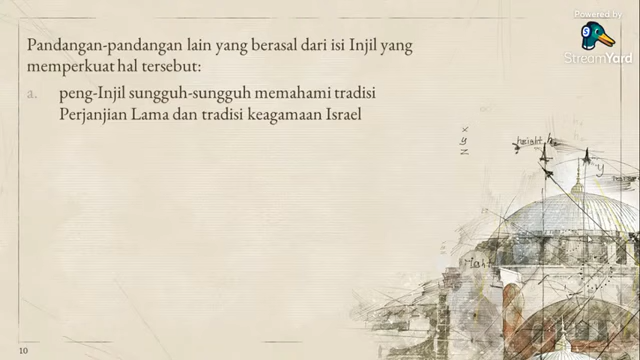 Powered by
StreamYard
Pandangan-pandangan lain yang berasal dari isi Injil yang
memperkuat hal tersebut:
a. peng-Injil sungguh-sungguh memahami tradisi
Perjanjian Lama dan tradisi keagamaan Israel
x
y
z
height h
y
10